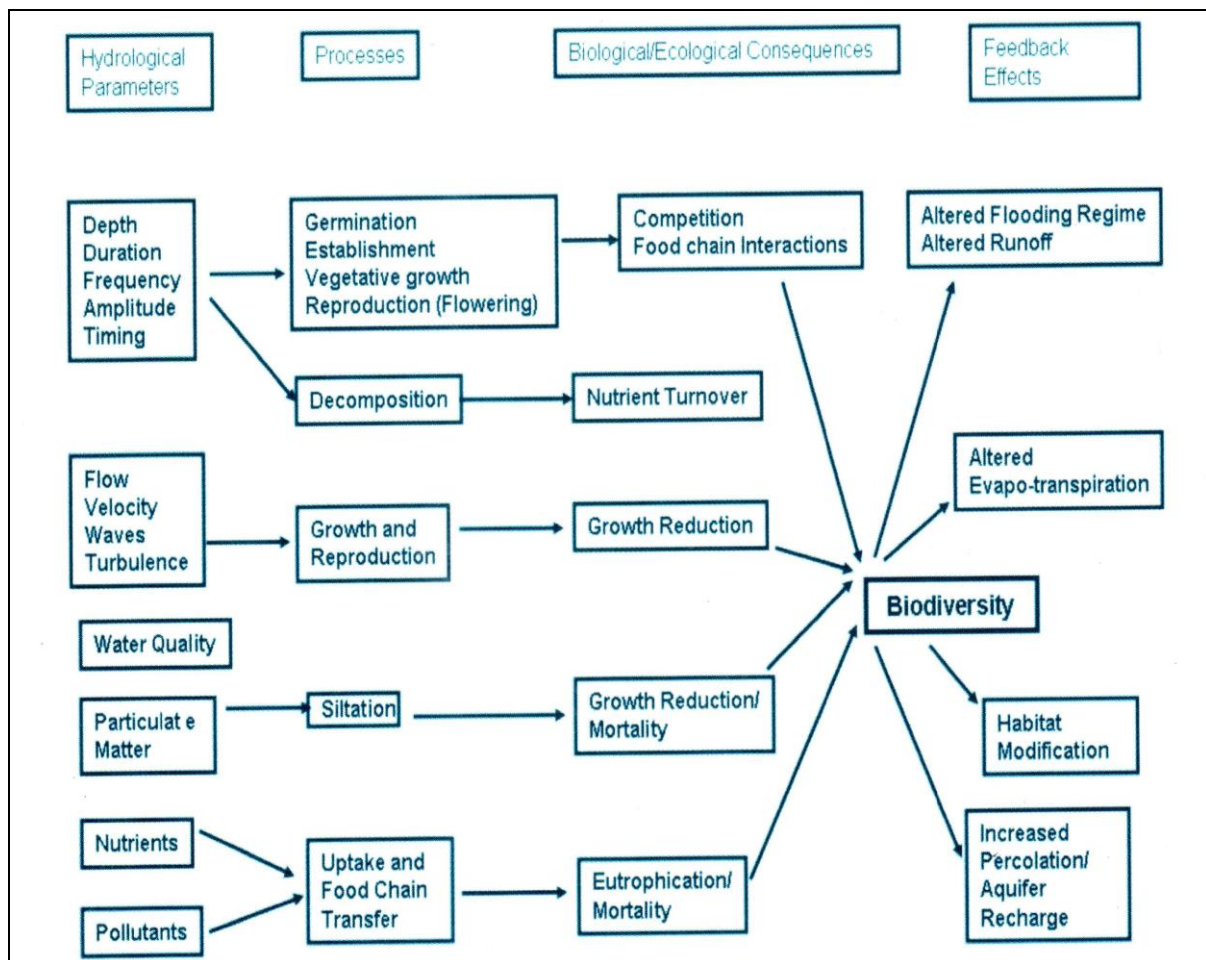 Hydrological
Parameters
Processes
Biological/Ecological Consequences
Feedback
Effects
Depth
Duration
Frequency
Amplitude
Timing
Germination
Establishment
Vegetative growth
Reproduction (Flowering)
Competition
Food chain Interactions
Altered Flooding Regime
Altered Runoff
Decomposition
Nutrient Turnover
Flow
Velocity
Waves
Turbulence
Growth and
Reproduction
Growth Reduction
Altered
Evapo-transpiration
Biodiversity
Water Quality
Particulat e
Matter
Siltation
Growth Reduction/
Mortality
Habitat
Modification
Nutrients
Pollutants
Uptake and
Food Chain
Transfer
Eutrophication/
Mortality
Increased
Percolation/
Aquifer
Recharge